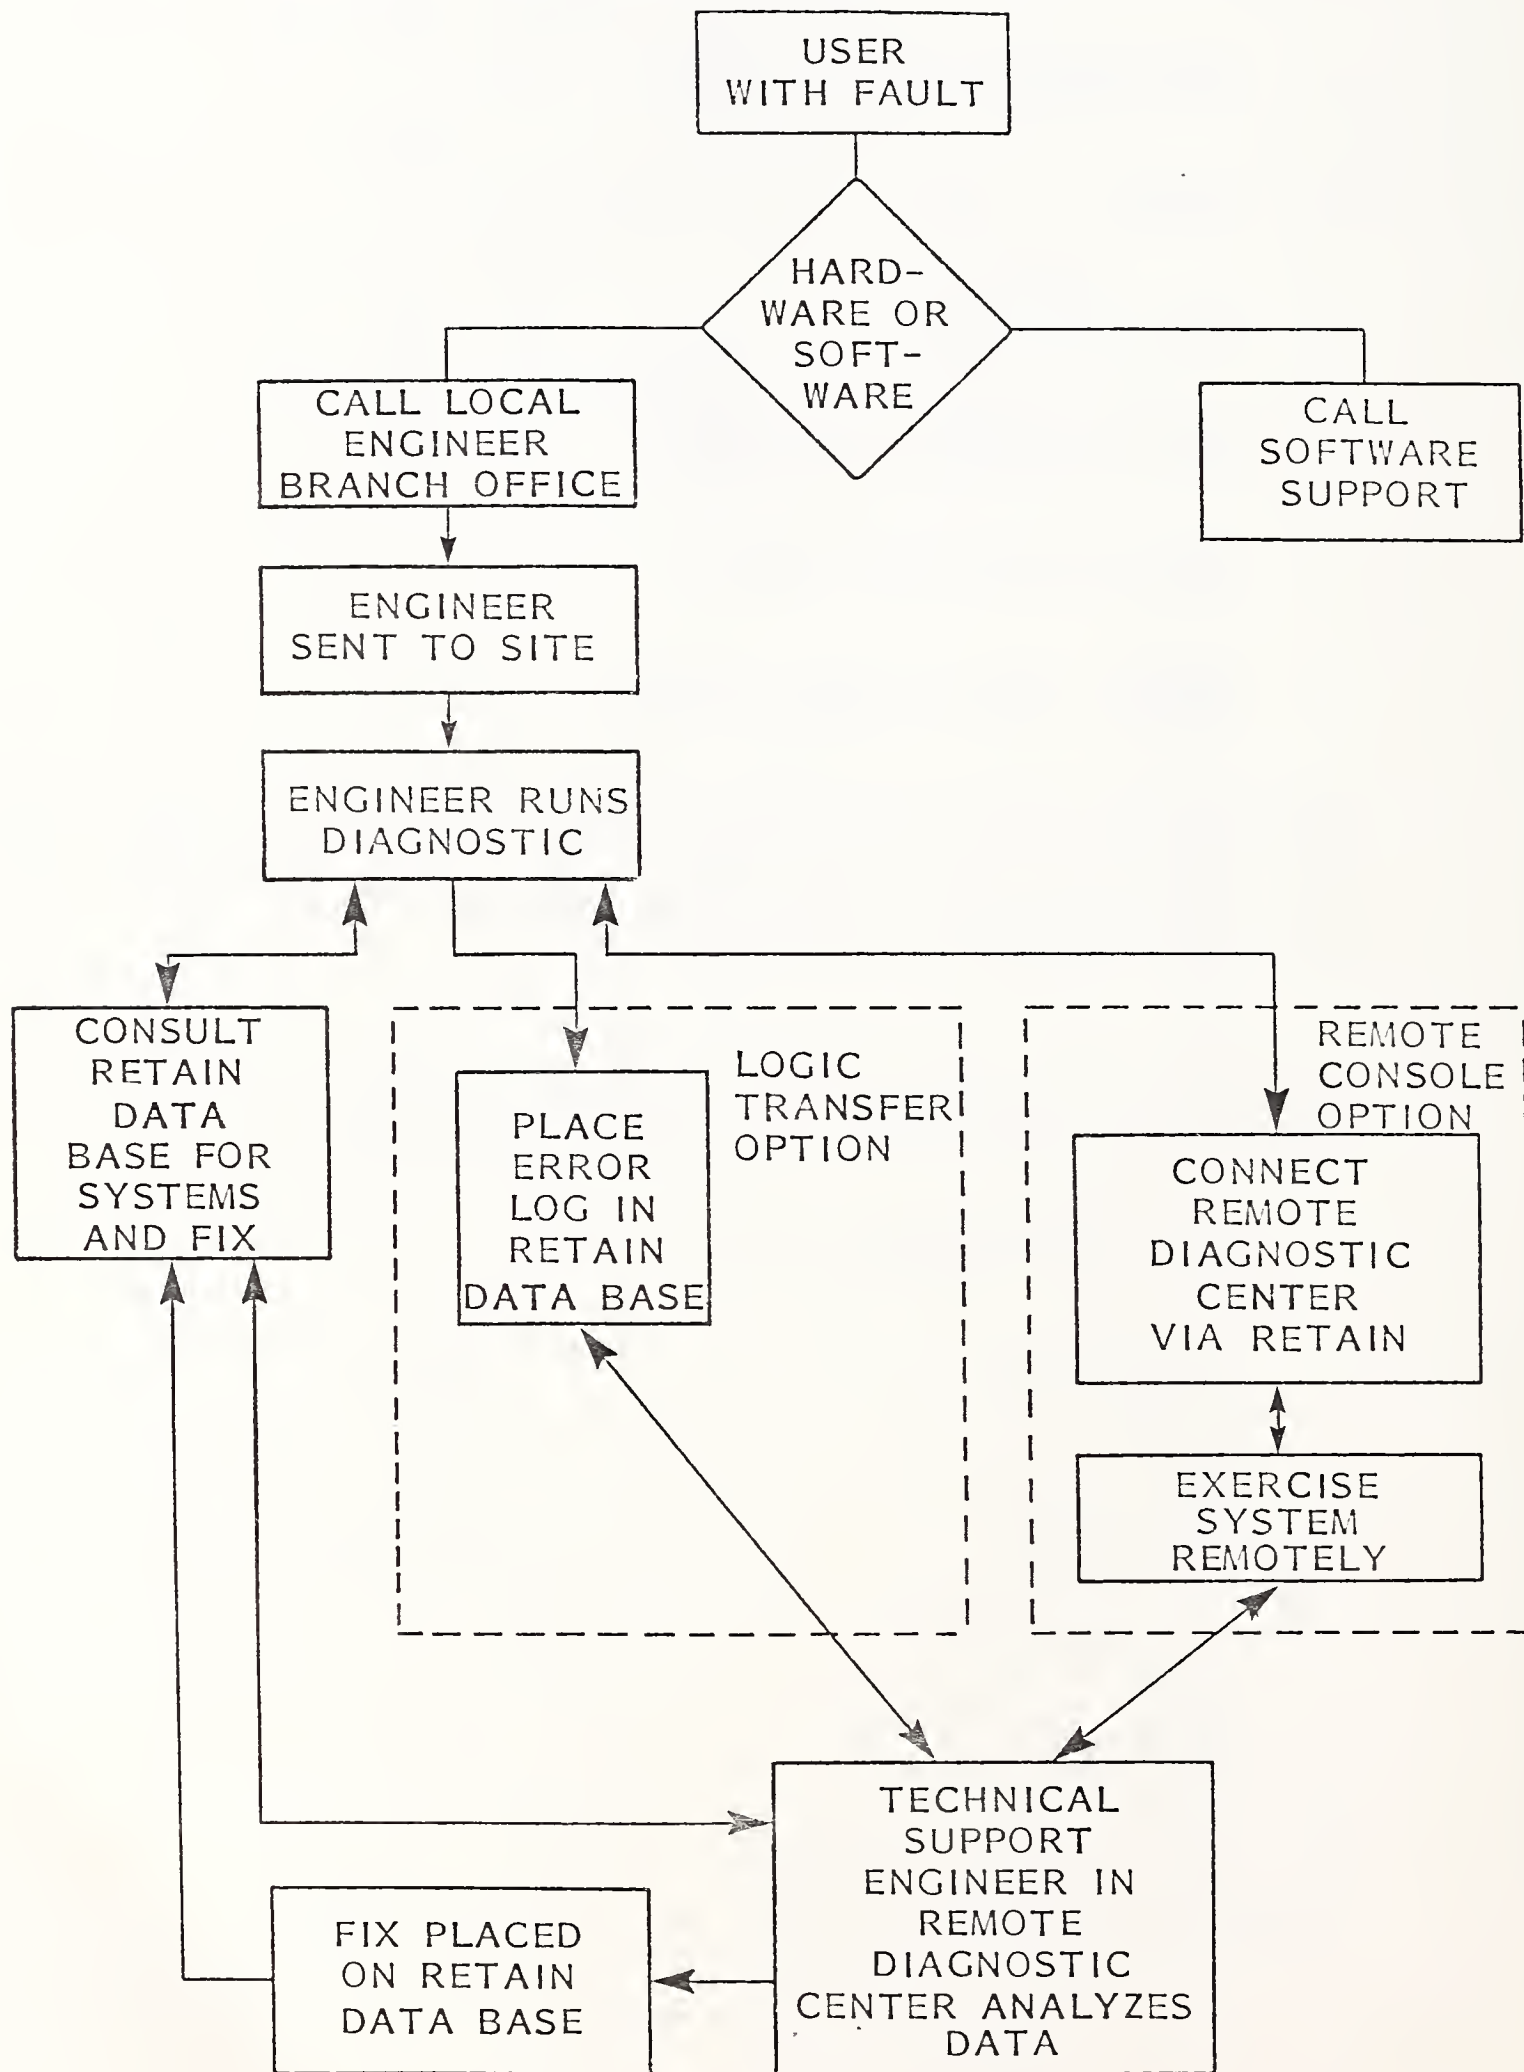 USER
WITH FAULT
HARD-
WARE OR
SOFT-
WARE
CALL LOCAL
ENGINEER
BRANCH OFFICE
CALL
SOFTWARE
SUPPORT
ENGINEER
SENT TO SITE
ENGINEER RUNS
DIAGNOSTIC
CONSULT
RETAIN
DATA
BASE FOR
SYSTEMS
AND FIX
LOGIC
TRANSFER
OPTION
PLACE
ERROR
LOG IN
RETAIN
DATA BASE
REMOTE
CONSOLE
OPTION
CONNECT
REMOTE
DIAGNOSTIC
CENTER
VIA RETAIN
EXERCISE
SYSTEM
REMOTELY
TECHNICAL
SUPPORT
ENGINEER IN
REMOTE
DIAGNOSTIC
CENTER ANALYZES
DATA
FIX PLACED
ON RETAIN
DATA BASE